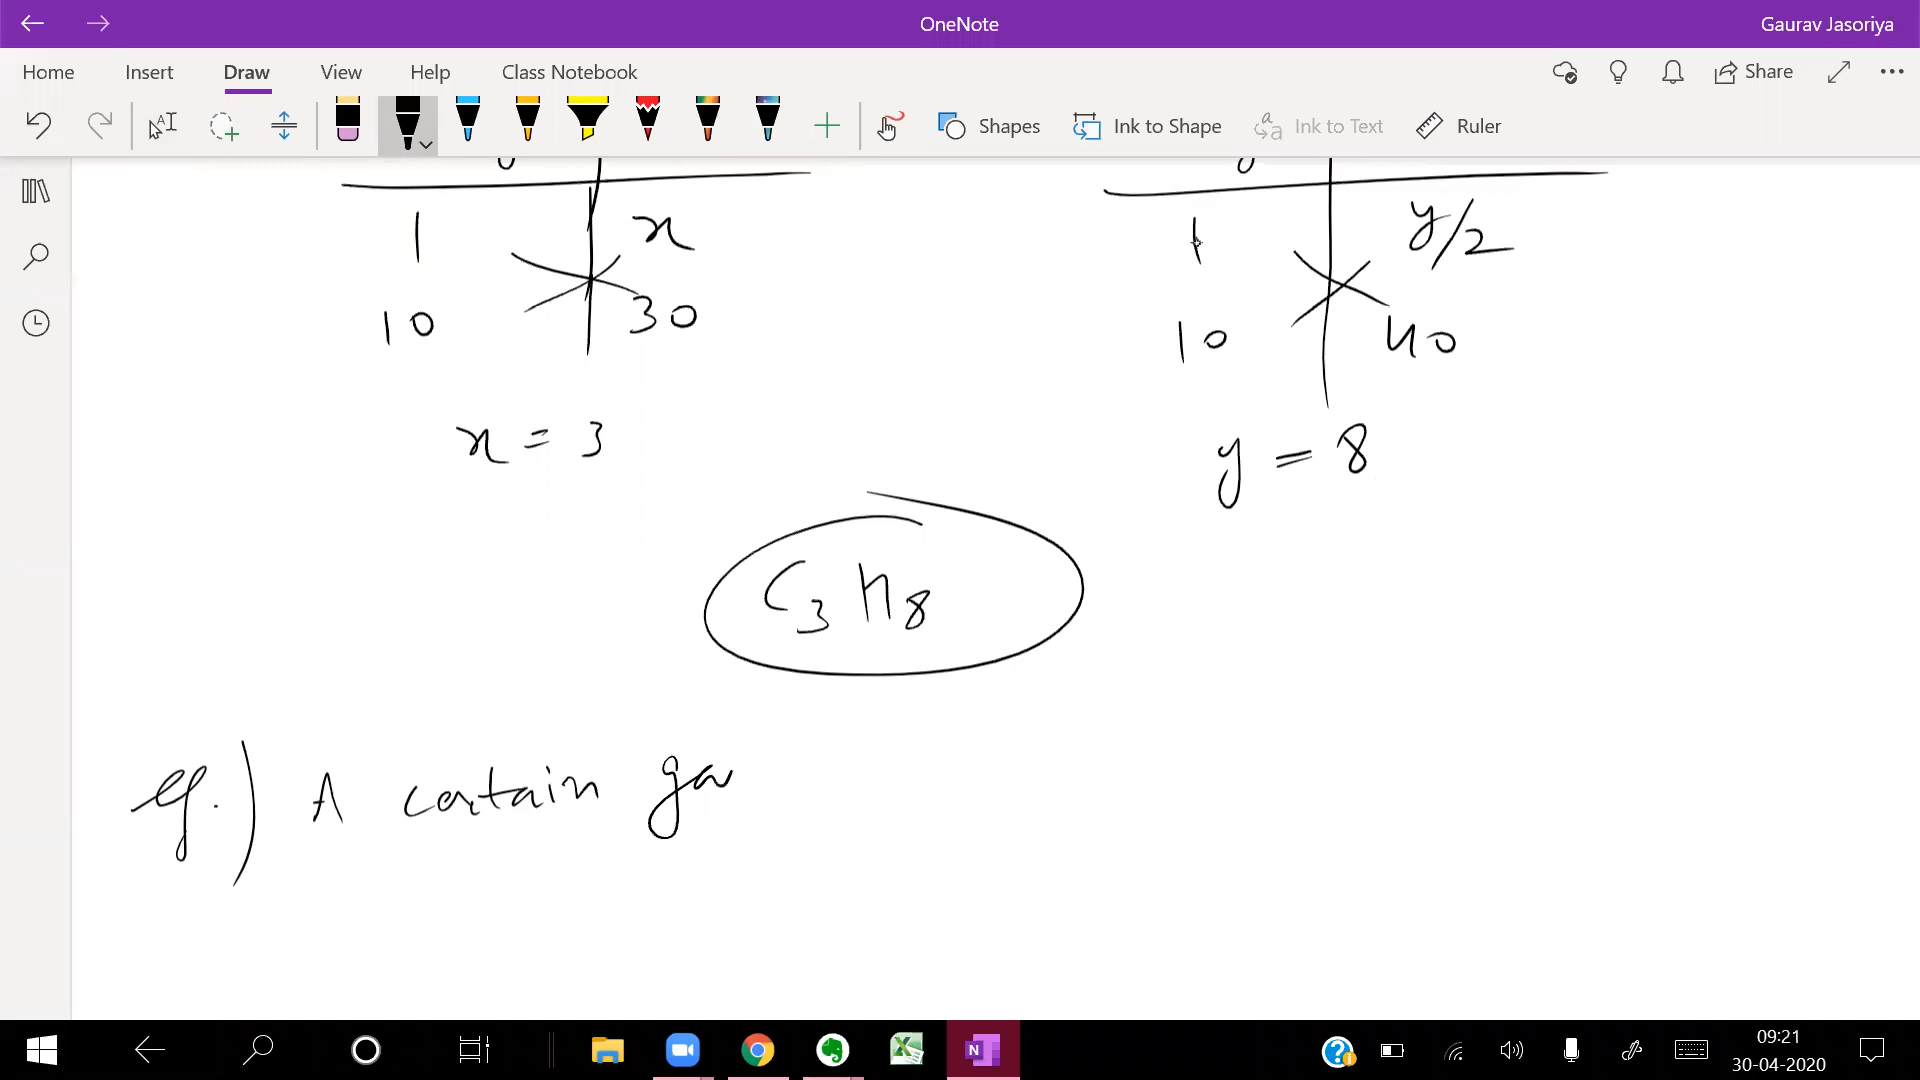 OneNote
Gaurav Jasoriya
Home Insert Draw View Help Class Notebook
Share
Shapes Ink to Shape Ink to Text Ruler
1 x
10 30
x = 3
1 y/2
10 40
y = 8
C3H8
eg.) A certain ga
09:21
30-04-2020